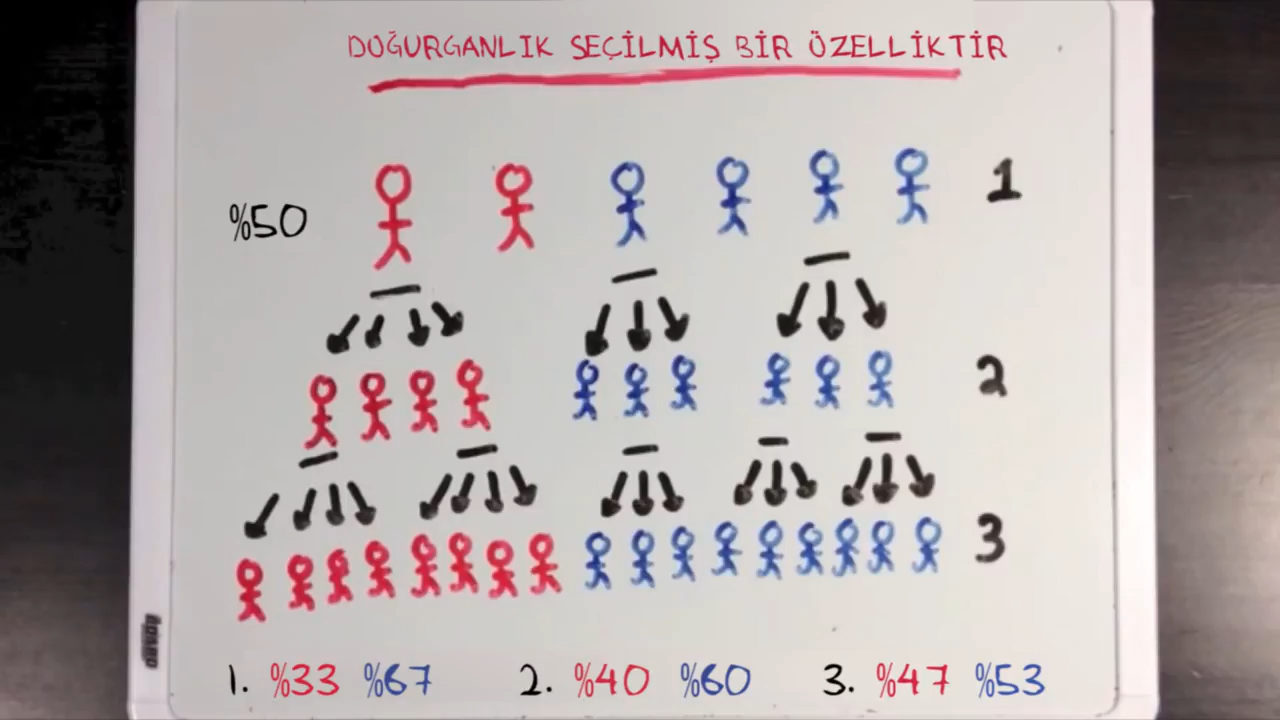 DOĞURGANLIK SEÇİLMİŞ BİR ÖZELLİKTİR
%50
1
2
3
1. %33 %67 2. %40 %60 3. %47 %53